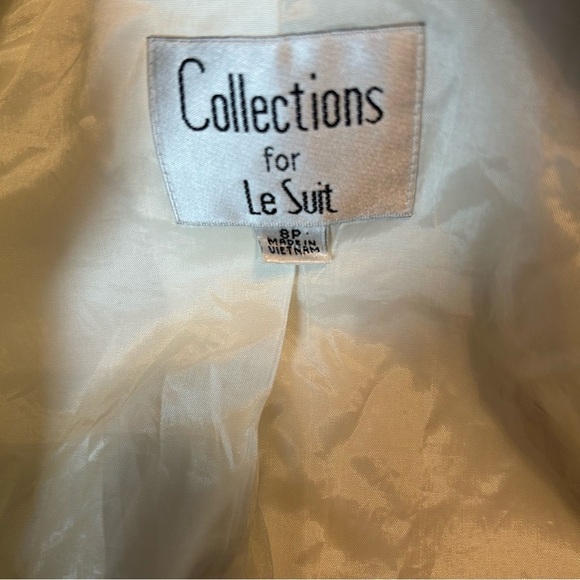 Collections
for
Le Suit
8P
MADE IN
VIETNAM